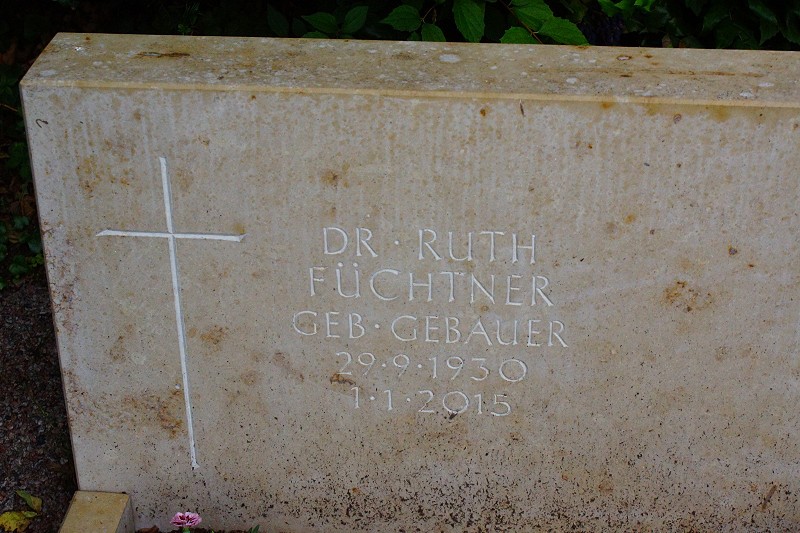 DR · RUTH
FÜCHTNER
GEB · GEBAUER
29 · 9 · 1930
1 · 1 · 2015